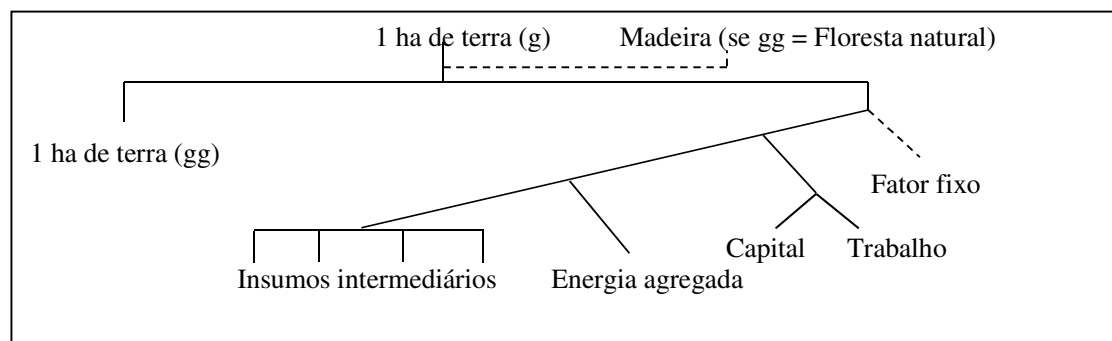 1 ha de terra (g) Madeira (se gg = Floresta natural)
1 ha de terra (gg)
Fator fixo
Capital Trabalho
Insumos intermediários Energia agregada